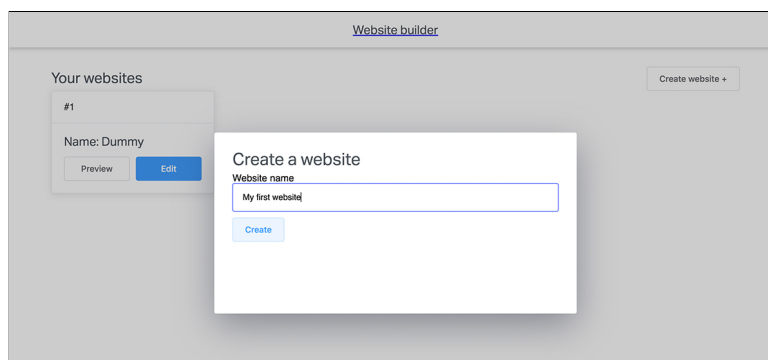 Website builder
Your websites
Create website +
#1
Name: Dummy
Preview
Edit
Create a website
Website name
My first website
Create